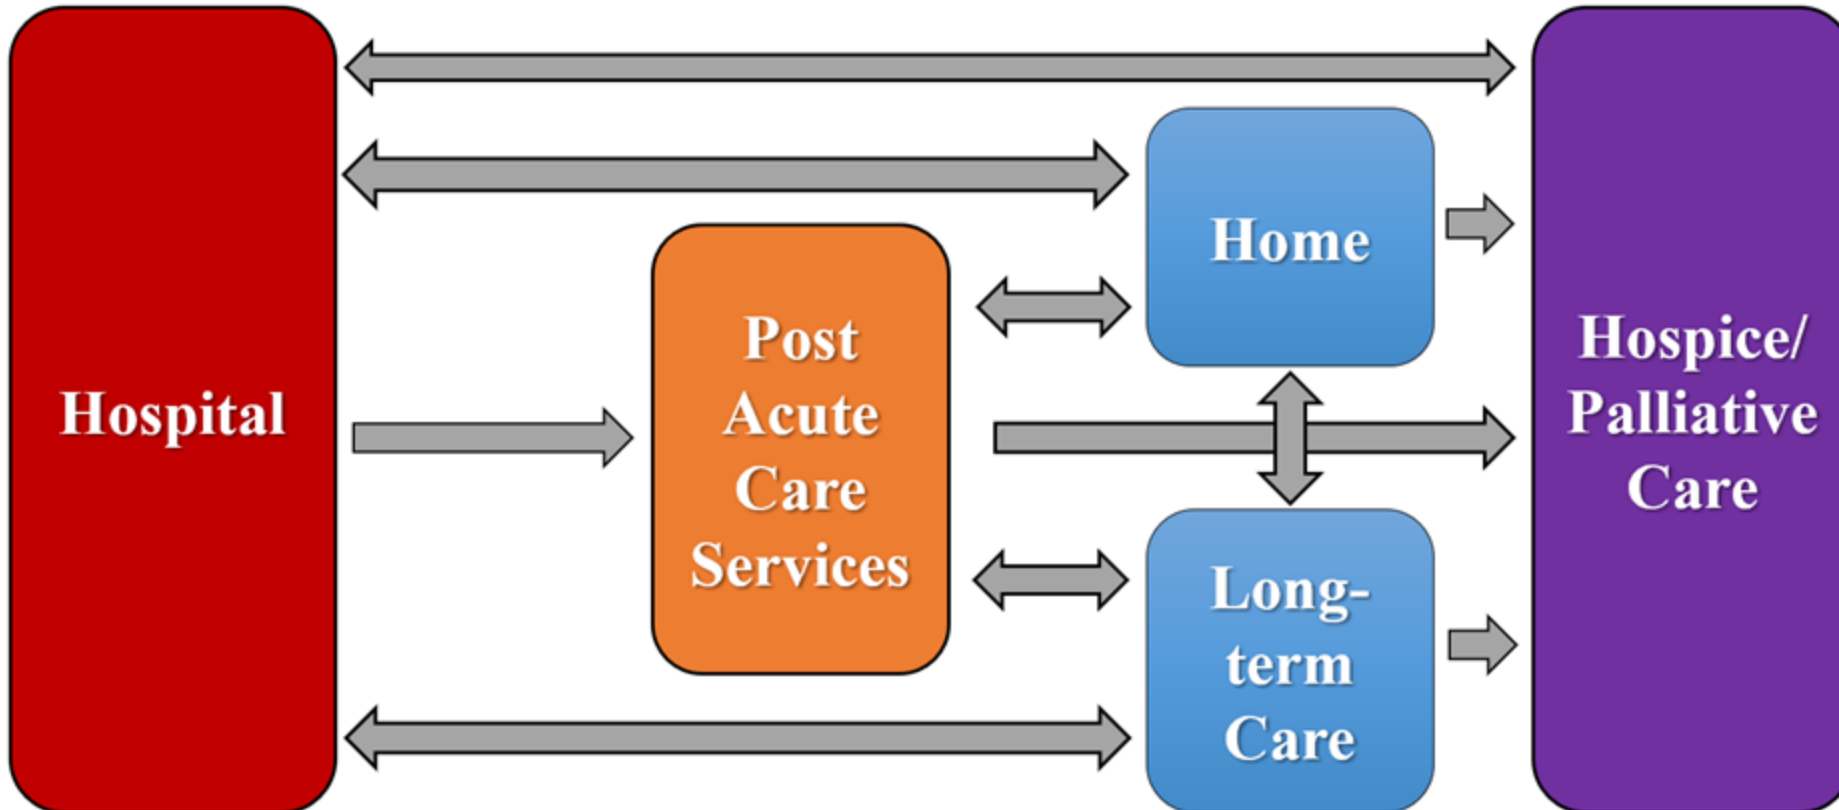 Hospital
Post
Acute
Care
Services
Home
Long-
term
Care
Hospice/
Palliative
Care